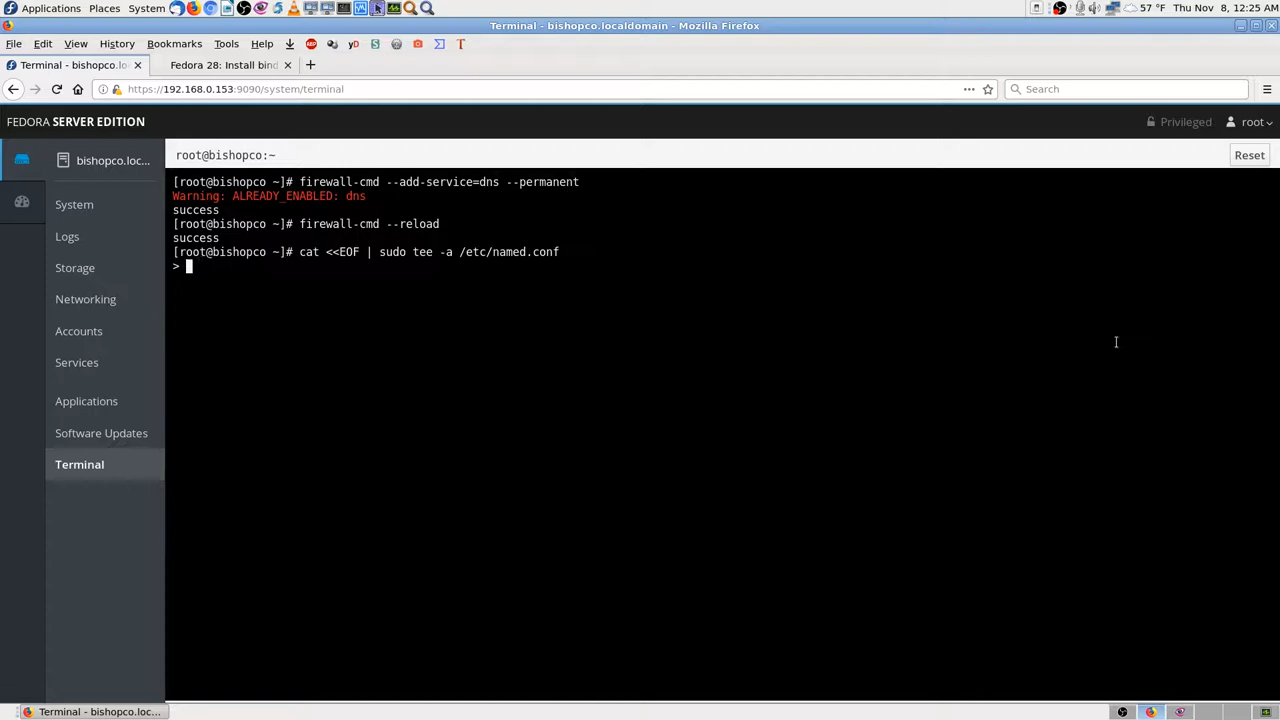 Applications Places System 57 °F Thu Nov 8, 12:25 AM
Terminal - bishopco.localdomain - Mozilla Firefox
File Edit View History Bookmarks Tools Help ABP yD S T
Terminal - bishopco.lo Fedora 28: Install bind
https://192.168.0.153:9090/system/terminal Search
FEDORA SERVER EDITION Privileged root
bishopco.loc... root@bishopco:~ Reset
System
Logs
Storage
Networking
Accounts
Services
Applications
Software Updates
Terminal
[root@bishopco ~]# firewall-cmd --add-service=dns --permanent
Warning: ALREADY_ENABLED: dns
success
[root@bishopco ~]# firewall-cmd --reload
success
[root@bishopco ~]# cat <<EOF | sudo tee -a /etc/named.conf
>
Terminal - bishopco.loc...